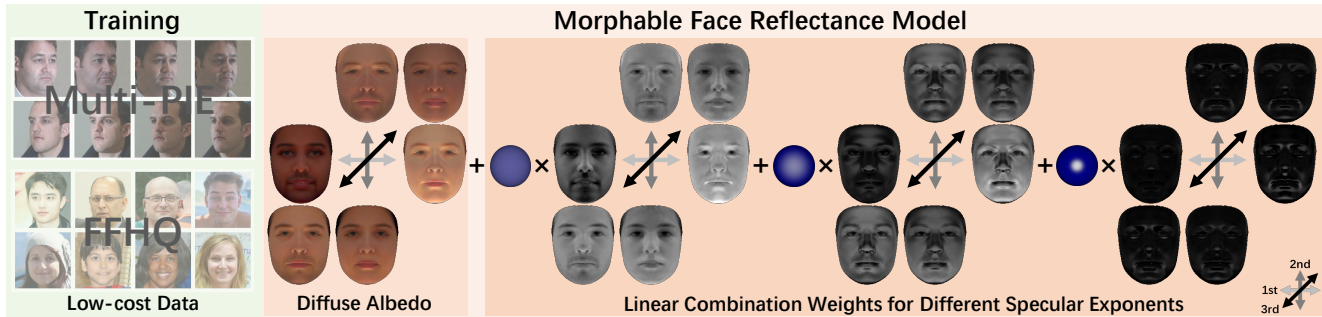 Training
Morphable Face Reflectance Model
Multi-PIE
FFHQ
+
×
+
×
+
×
Low-cost Data
Diffuse Albedo
Linear Combination Weights for Different Specular Exponents
2nd
1st
3rd